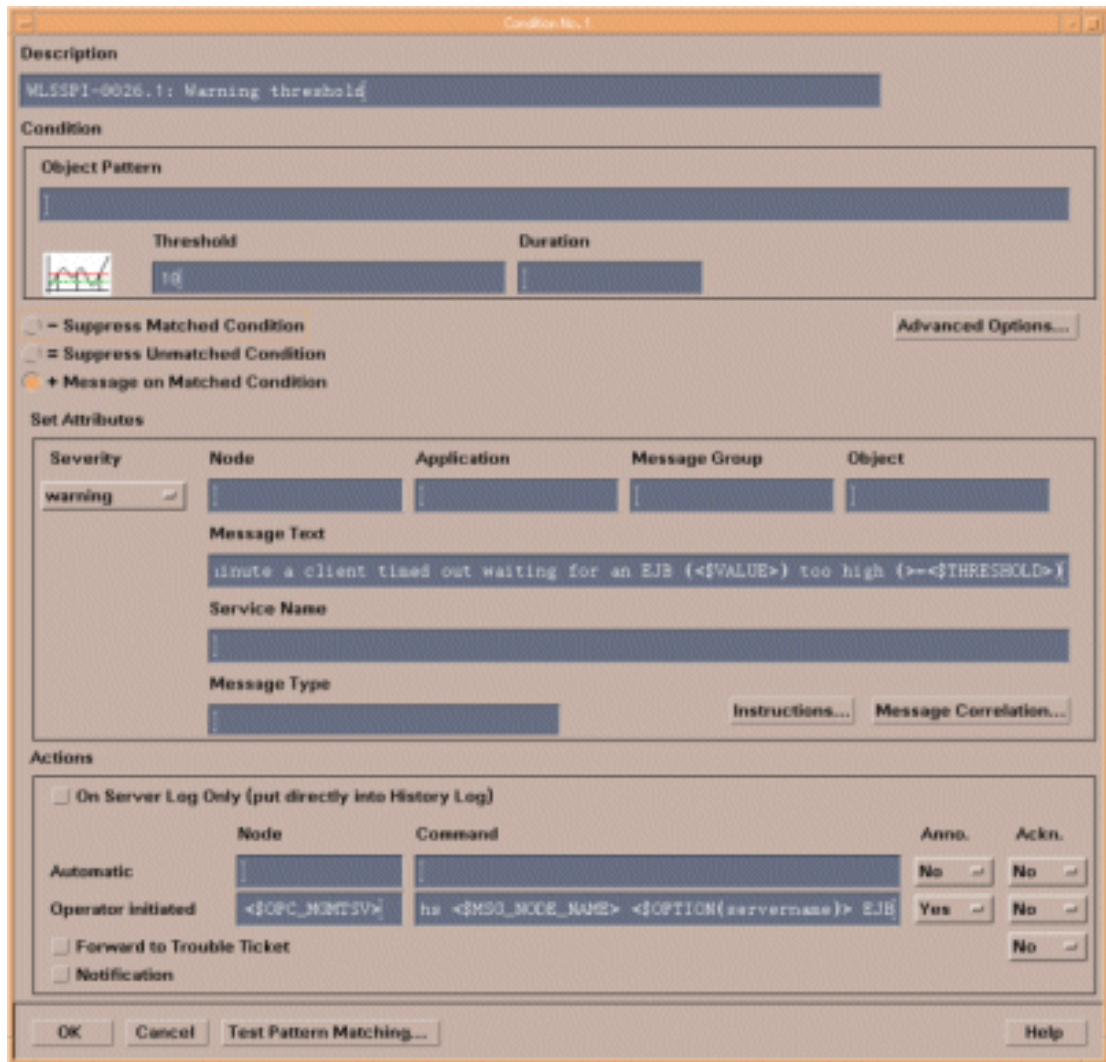 Condition No. 1
Description
WLSSPI-0026.1: Warning threshold
Condition
Object Pattern
Threshold Duration
10
- Suppress Matched Condition
Advanced Options...
= Suppress Unmatched Condition
+ Message on Matched Condition
Set Attributes
Severity Node Application Message Group Object
warning
Message Text
inute a client timed out waiting for an EJB (<$VALUE>) too high (>=<$THRESHOLD>)
Service Name
Message Type
Instructions... Message Correlation...
Actions
On Server Log Only (put directly into History Log)
Node Command Anno. Ackn.
Automatic No No
Operator initiated <$OPC_MGMTSV> hs <$MSG_NODE_NAME> <$OPTION(servername)> EJB Yes No
Forward to Trouble Ticket No
Notification
OK Cancel Test Pattern Matching... Help